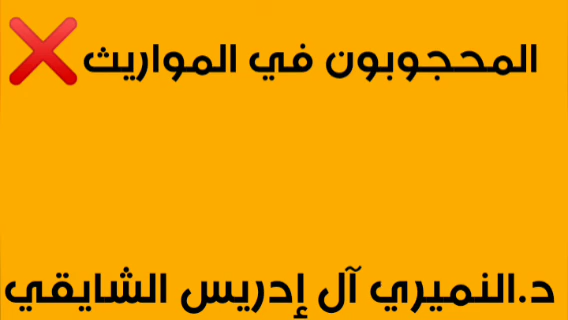 المحجوبون في المواريث❌
د.النميري آل إدريس الشايقي